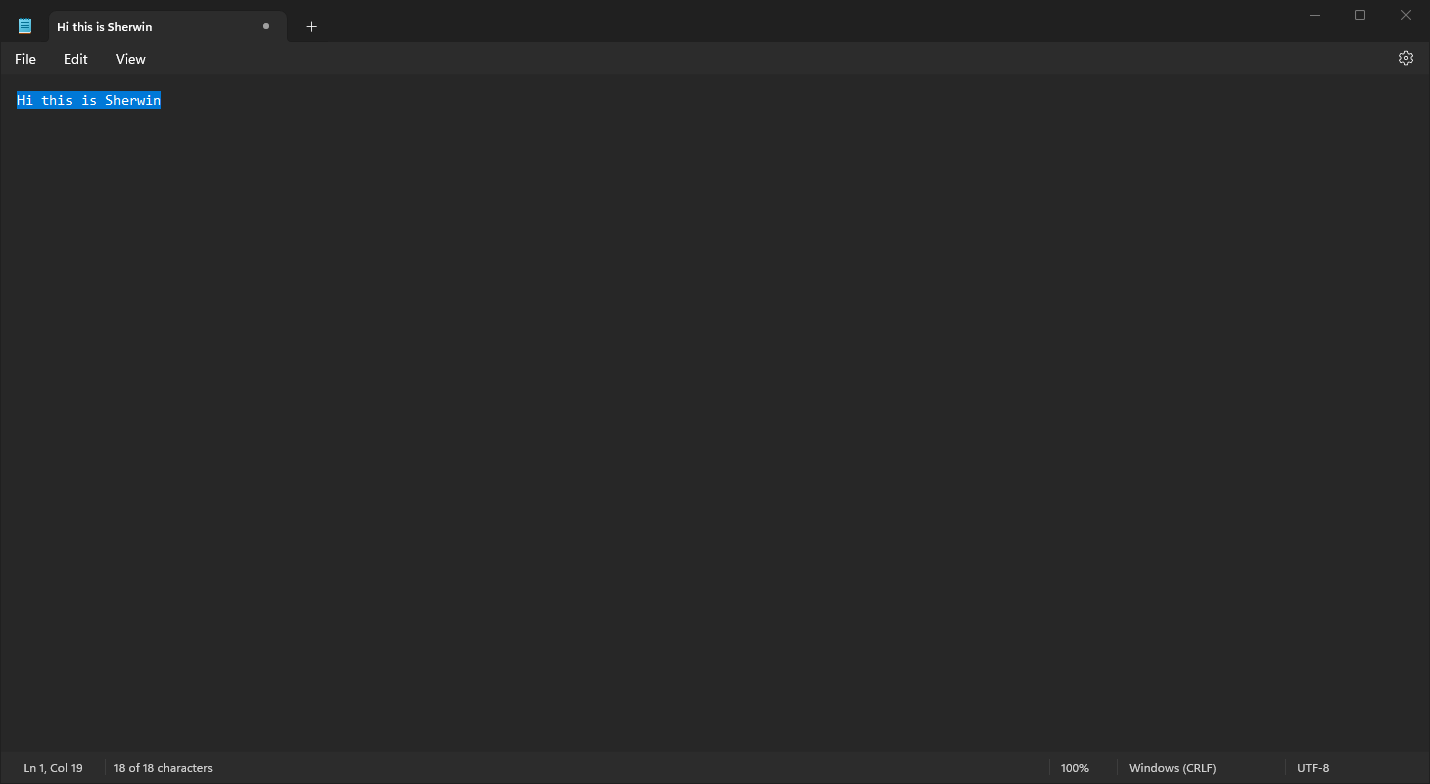 Hi this is Sherwin
File Edit View
Hi this is Sherwin
Ln 1, Col 19 18 of 18 characters 100% Windows (CRLF) UTF-8